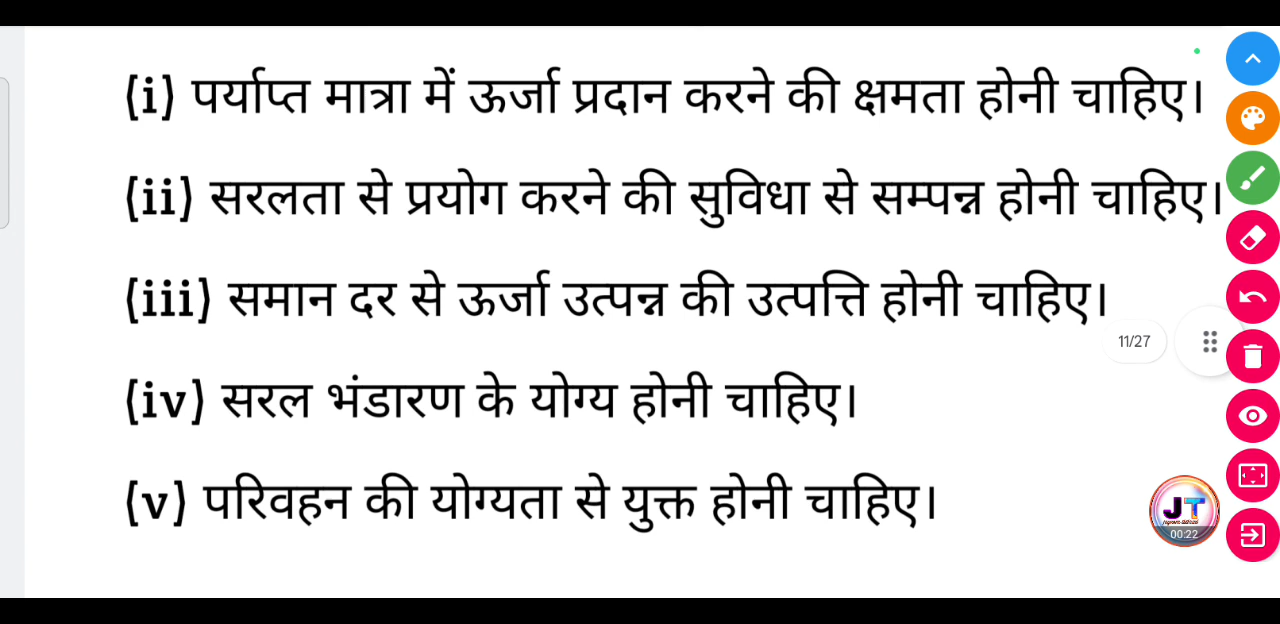 (i) पर्याप्त मात्रा में ऊर्जा प्रदान करने की क्षमता होनी चाहिए।
(ii) सरलता से प्रयोग करने की सुविधा से सम्पन्न होनी चाहिए।
(iii) समान दर से ऊर्जा उत्पन्न की उत्पत्ति होनी चाहिए।
11/27
(iv) सरल भंडारण के योग्य होनी चाहिए।
(v) परिवहन की योग्यता से युक्त होनी चाहिए।
JT
00:22